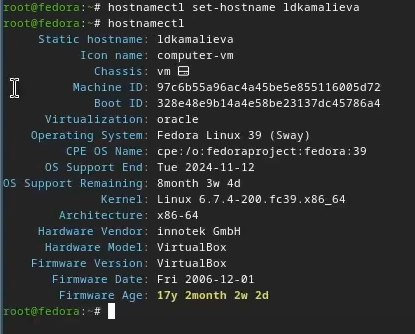 root@fedora:~# hostnamectl set-hostname ldkamalieva
root@fedora:~# hostnamectl
Static hostname: ldkamalieva
Icon name: computer-vm
Chassis: vm 🖴
Machine ID: 97c6b55a96ac4a45be5e855116005d72
Boot ID: 328e48e9b14a4e58be23137dc45786a4
Virtualization: oracle
Operating System: Fedora Linux 39 (Sway)
CPE OS Name: cpe:/o:fedoraproject:fedora:39
OS Support End: Tue 2024-11-12
OS Support Remaining: 8month 3w 4d
Kernel: Linux 6.7.4-200.fc39.x86_64
Architecture: x86-64
Hardware Vendor: innotek GmbH
Hardware Model: VirtualBox
Firmware Version: VirtualBox
Firmware Date: Fri 2006-12-01
Firmware Age: 17y 2month 2w 2d
root@fedora:~#